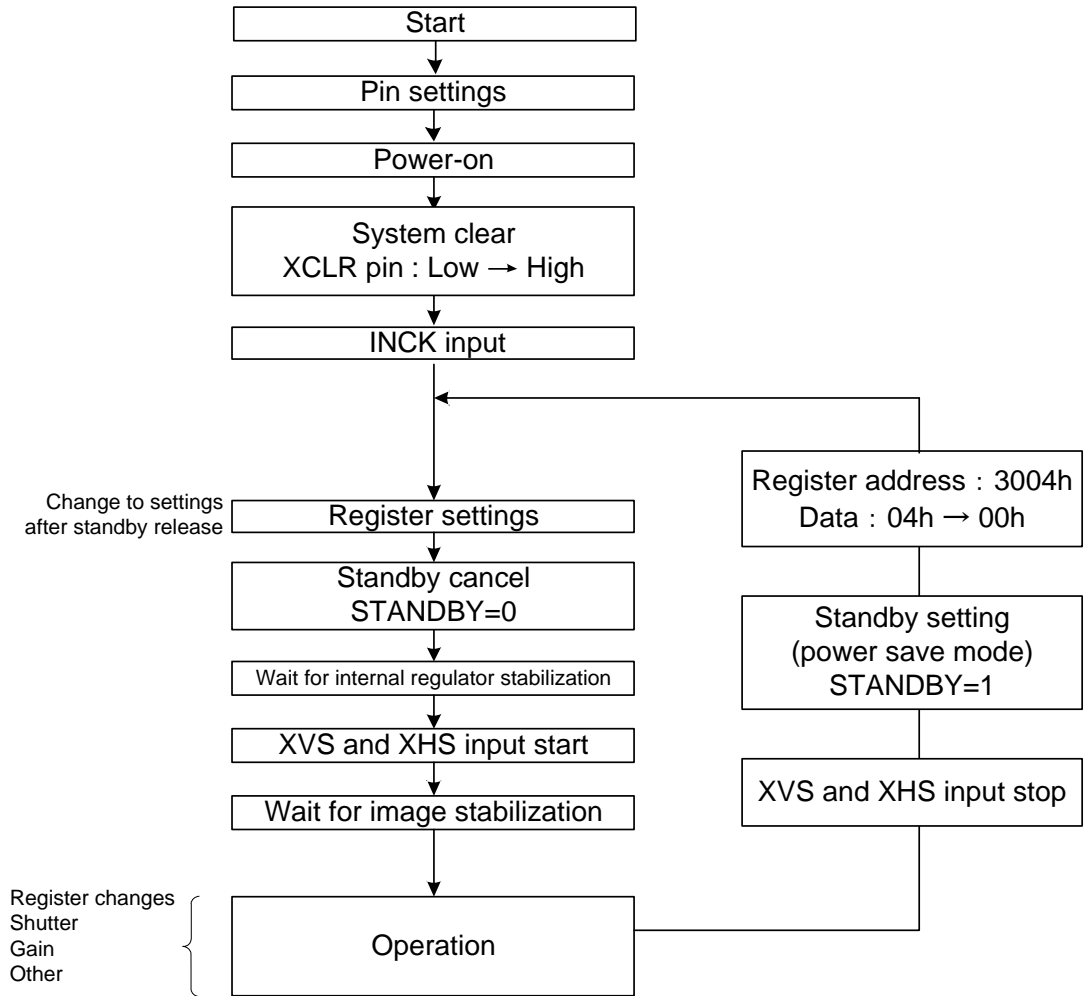 Start
Pin settings
Power-on
System clear
XCLR pin : Low → High
INCK input
Change to settings
after standby release
Register settings
Standby cancel
STANDBY=0
Wait for internal regulator stabilization
XVS and XHS input start
Wait for image stabilization
Register changes
Shutter
Gain
Other
Operation
Register address : 3004h
Data : 04h → 00h
Standby setting
(power save mode)
STANDBY=1
XVS and XHS input stop